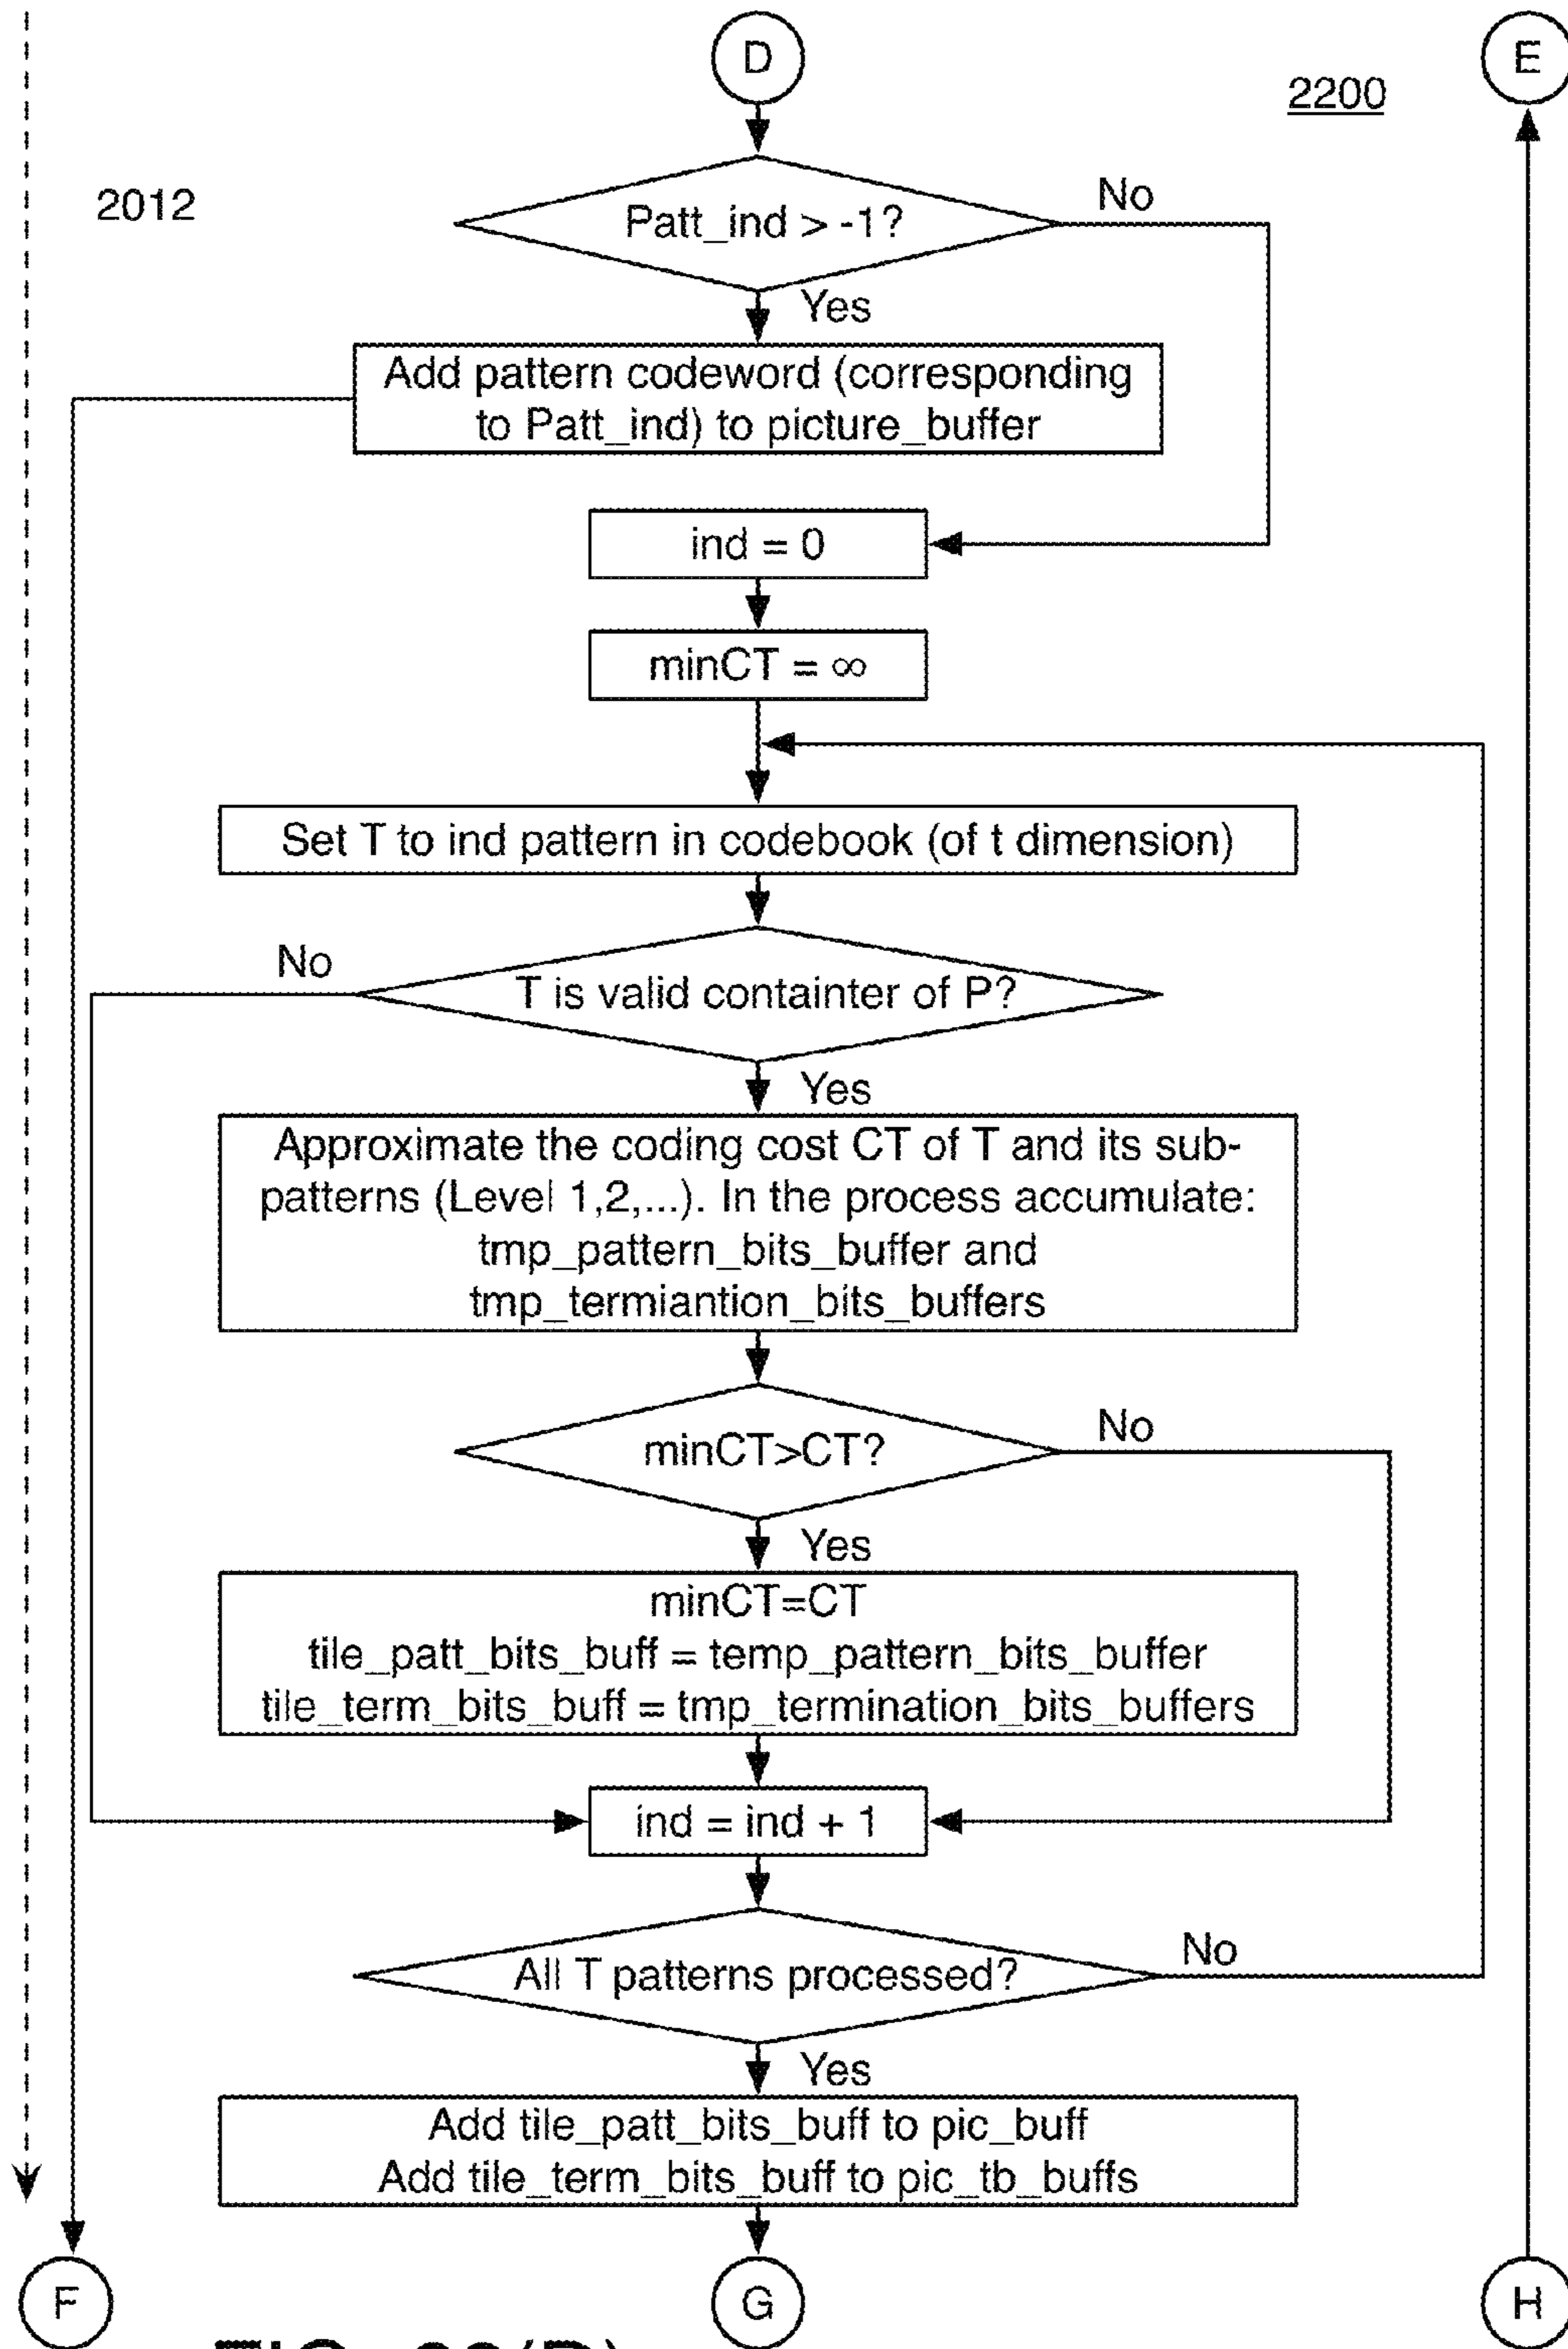 D
E
2200
2012
Patt_ind > -1?
No
Yes
Add pattern codeword (corresponding
to Patt_ind) to picture_buffer
ind = 0
minCT = ∞
Set T to ind pattern in codebook (of t dimension)
No
T is valid containter of P?
Yes
Approximate the coding cost CT of T and its sub-
patterns (Level 1,2,...). In the process accumulate:
tmp_pattern_bits_buffer and
tmp_termiantion_bits_buffers
minCT>CT?
No
Yes
minCT=CT
tile_patt_bits_buff = temp_pattern_bits_buffer
tile_term_bits_buff = tmp_termination_bits_buffers
ind = ind + 1
All T patterns processed?
No
Yes
Add tile_patt_bits_buff to pic_buff
Add tile_term_bits_buff to pic_tb_buffs
F
G
H